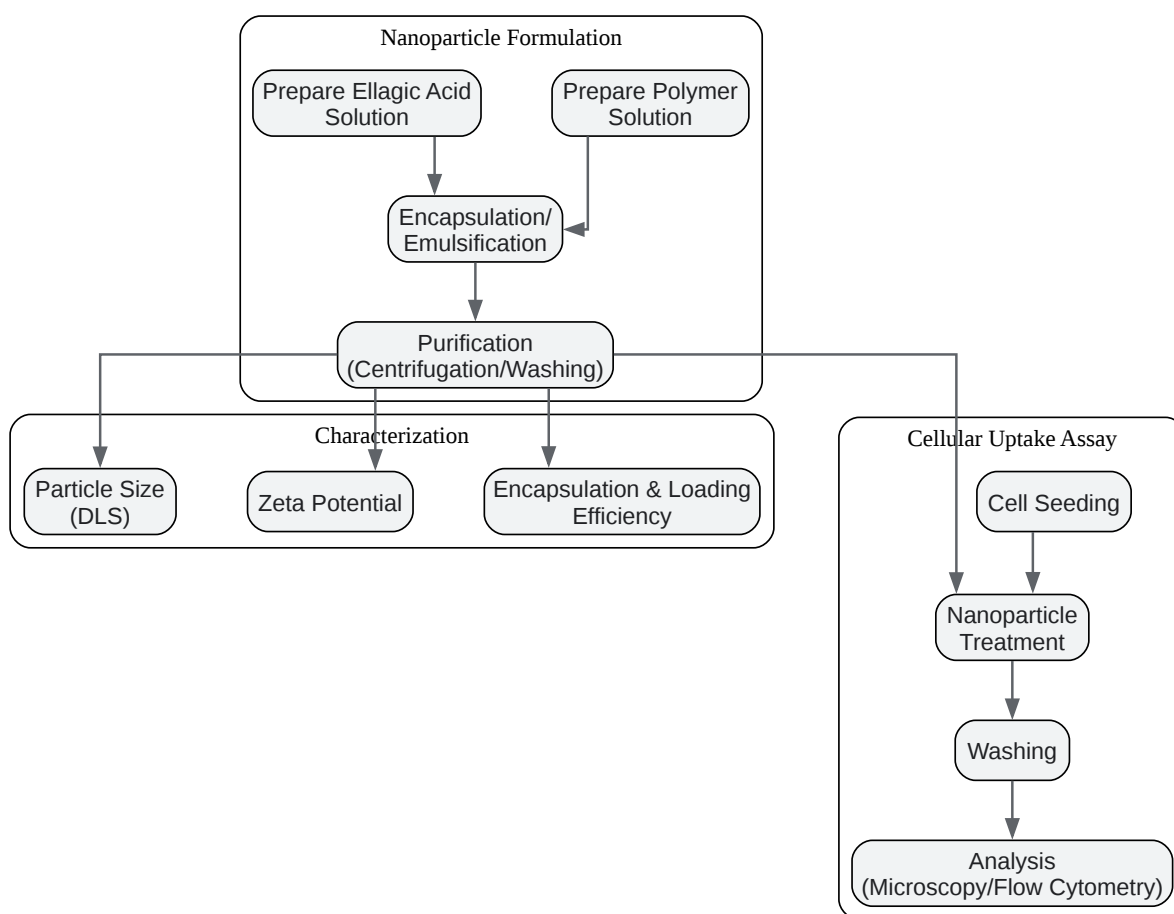 Nanoparticle Formulation
Prepare Ellagic Acid
Solution
Prepare Polymer
Solution
Encapsulation/
Emulsification
Purification
(Centrifugation/Washing)
Characterization
Particle Size
(DLS)
Zeta Potential
Encapsulation & Loading
Efficiency
Cellular Uptake Assay
Cell Seeding
Nanoparticle
Treatment
Washing
Analysis
(Microscopy/Flow Cytometry)